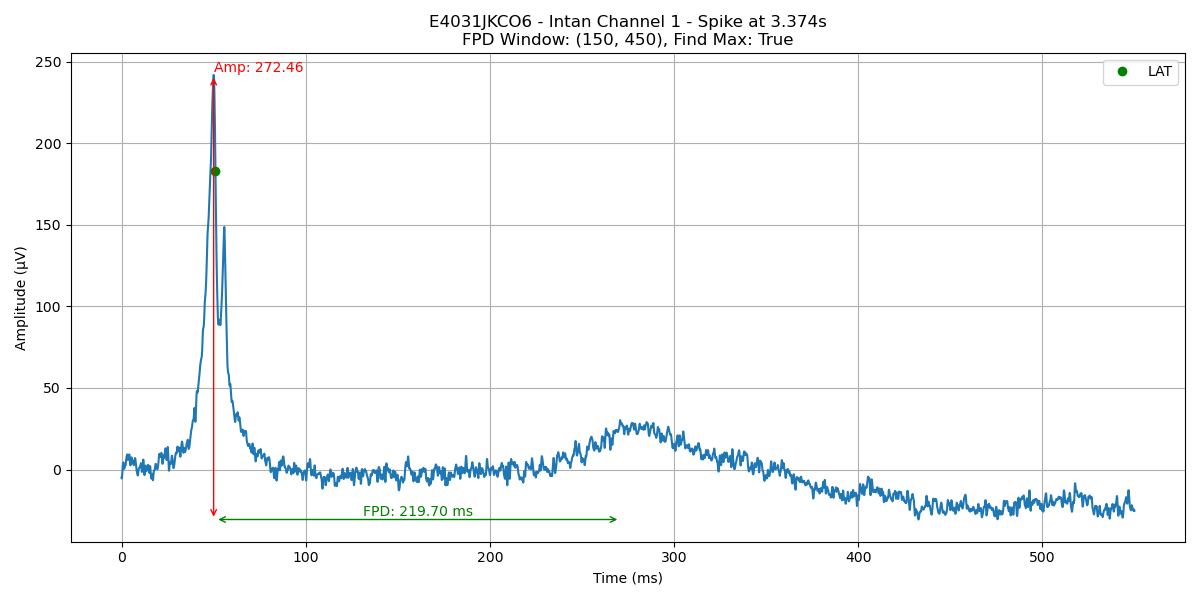 E4031JKCO6 - Intan Channel 1 - Spike at 3.374s
FPD Window: (150, 450), Find Max: True
Amp: 272.46
LAT
250
200
150
100
50
0
Amplitude (µV)
FPD: 219.70 ms
0 100 200 300 400 500
Time (ms)